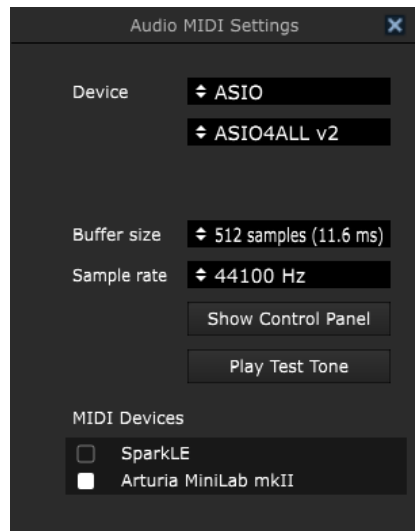 Audio MIDI Settings
Device
ASIO
ASIO4ALL v2
Buffer size
512 samples (11.6 ms)
Sample rate
44100 Hz
Show Control Panel
Play Test Tone
MIDI Devices
SparkLE
Arturia MiniLab mkII